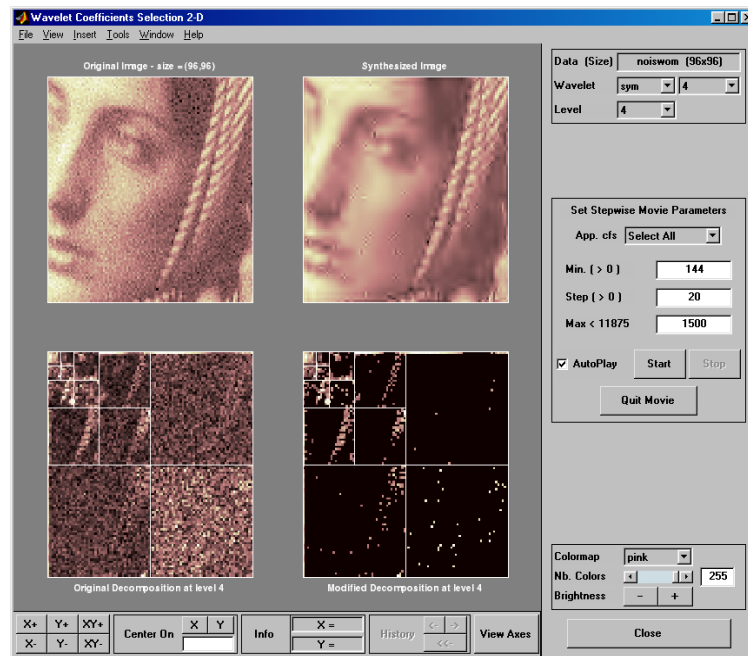 Wavelet Coefficients Selection 2-D
File View Insert Tools Window Help
Original Image - size = (96,96)
Synthesized Image
Original Decomposition at level 4
Modified Decomposition at level 4
Data (Size) noiswom (96x96)
Wavelet sym 4
Level 4
Set Stepwise Movie Parameters
App. cfs Select All
Min. ( > 0 ) 144
Step ( > 0 ) 20
Max < 11875 1500
AutoPlay Start Stop
Quit Movie
Colormap pink
Nb. Colors 255
Brightness - +
Close
X+ Y+ XY+
X- Y- XY-
Center On X Y
Info X =
Y =
History <- ->
<<-
View Axes